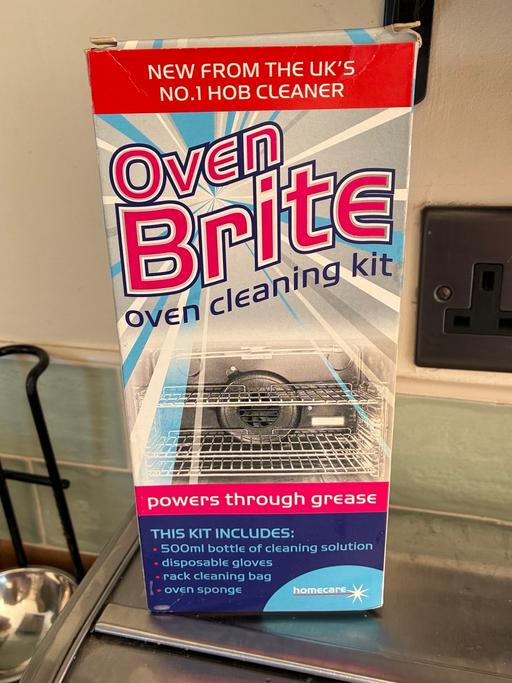 NEW FROM THE UK'S
NO.1 HOB CLEANER
Oven
Brite
oven cleaning kit
powers through grease
THIS KIT INCLUDES:
• 500ml bottle of cleaning solution
• disposable gloves
• rack cleaning bag
• oven sponge
homecare